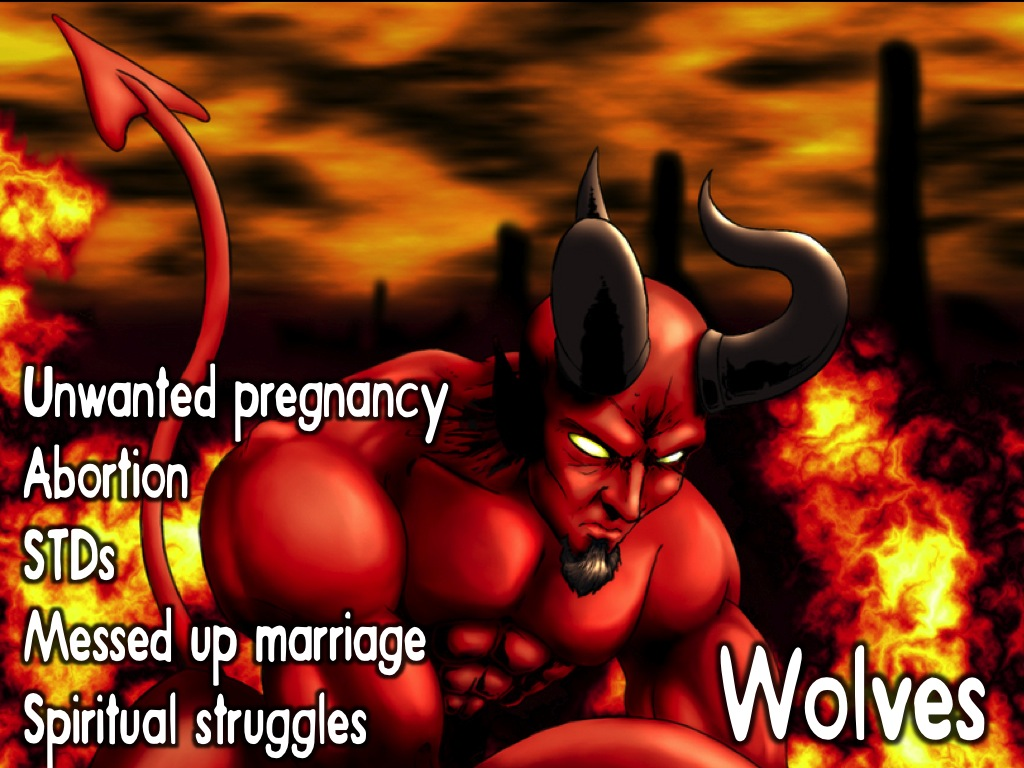 Unwanted pregnancy
Abortion
STDs
Messed up marriage
Spiritual struggles
Wolves